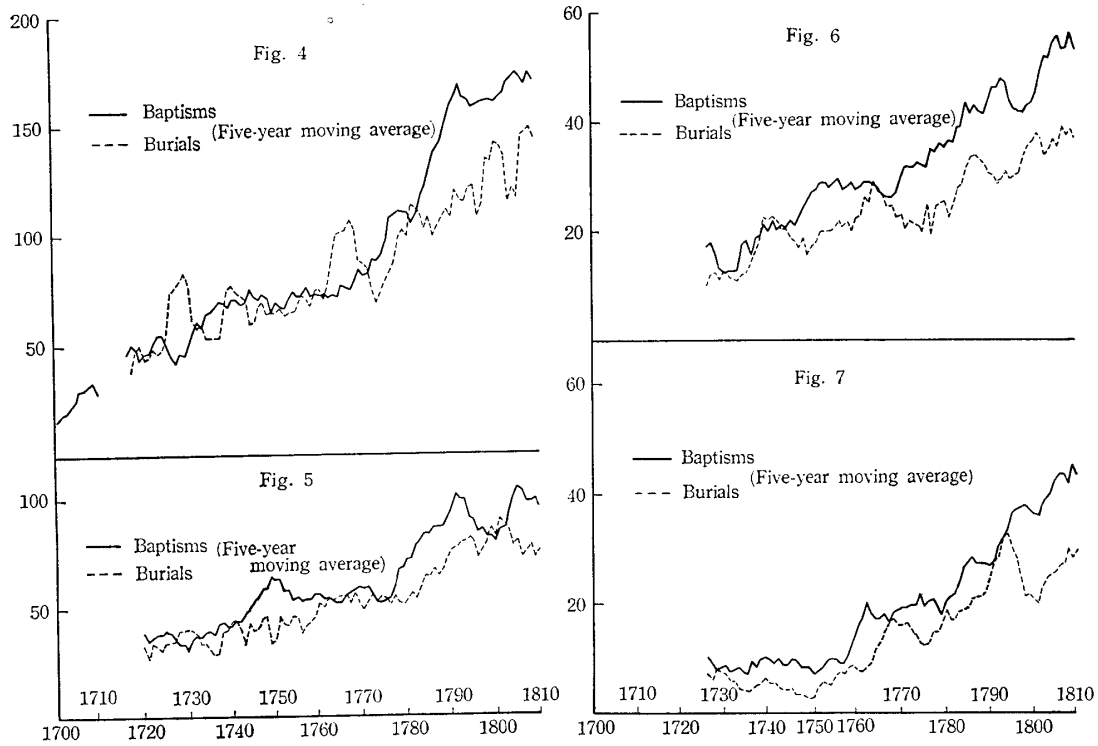 Fig. 4
200
150
100
50
Baptisms
(Five-year moving average)
Burials
Fig. 5
100
50
Baptisms (Five-year
Burials moving average)
1710 1730 1750 1770 1790 1810
1700 1720 1740 1760 1780 1800
Fig. 6
60
40
20
Baptisms
(Five-year moving average)
Burials
Fig. 7
60
40
20
Baptisms
(Five-year moving average)
Burials
1710 1730 1770 1790 1810
1700 1720 1740 1750 1760 1780 1800